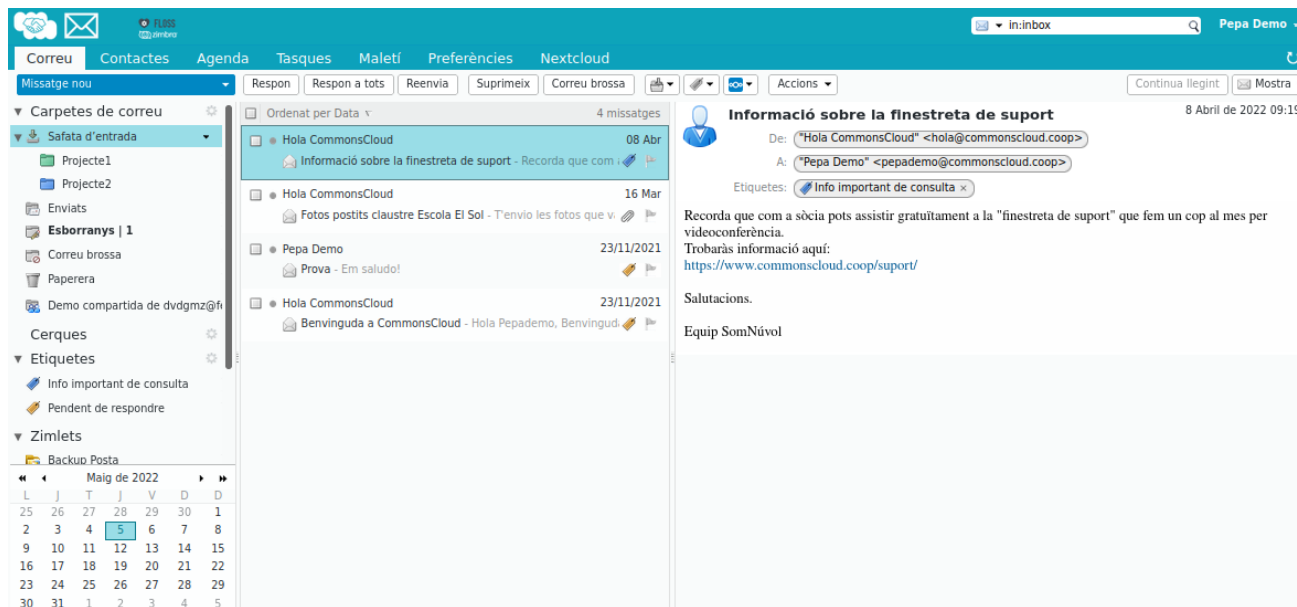 FLOSS
zimbra
in:inbox
Pepa Demo
Correu Contactes Agenda Tasques Maletí Preferències Nextcloud
Missatge nou
Respon Respon a tots Reenvia Suprimeix Correu brossa Accions Continua llegint Mostra
Carpetes de correu
Safata d'entrada
Projecte1
Projecte2
Enviats
Esborranys | 1
Correu brossa
Paperera
Demo compartida de dvdgmz@f
Cerques
Etiquetes
Info important de consulta
Pendent de respondre
Zimlets
Backup Posta
Maig de 2022
L J T J V D D
25 26 27 28 29 30 1
2 3 4 5 6 7 8
9 10 11 12 13 14 15
16 17 18 19 20 21 22
23 24 25 26 27 28 29
30 31 1 2 3 4 5
Ordenat per Data 4 missatges
Hola CommonsCloud 08 Abr
Informació sobre la finestreta de suport - Recorda que com
Hola CommonsCloud 16 Mar
Fotos postits claustre Escola El Sol - T'envio les fotos que
Pepa Demo 23/11/2021
Prova - Em saludo!
Hola CommonsCloud 23/11/2021
Benvinguda a CommonsCloud - Hola Pepademo, Benvingud
Informació sobre la finestreta de suport 8 Abril de 2022 09:19
De: "Hola CommonsCloud" <hola@commonscloud.coop>
A: "Pepa Demo" <pepademo@commonscloud.coop>
Etiquetes: Info important de consulta ×
Recorda que com a sòcia pots assistir gratuïtament a la "finestreta de suport" que fem un cop al mes per
videoconferència.
Trobaràs informació aquí:
https://www.commonscloud.coop/suport/
Salutacions.
Equip SomNúvol